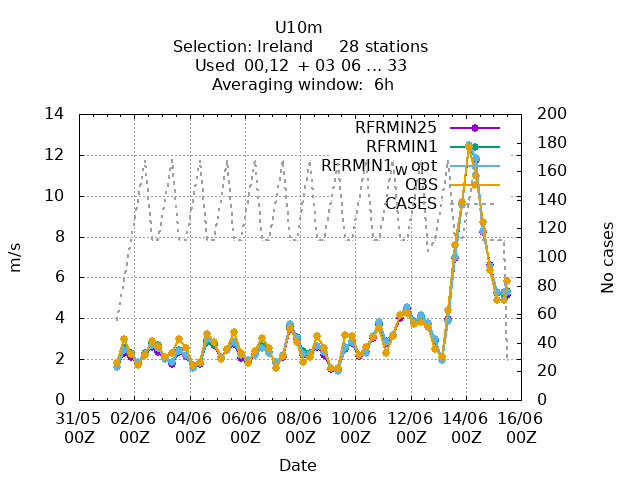 U10m
Selection: Ireland 28 stations
Used 00,12 + 03 06 ... 33
Averaging window: 6h
14 200
RFRMIN25
180
12 RFRMIN1 160
RFRMIN1w opt
10 OBS 140
CASES
120
8
m/s No cases
100
6 80
4 60
40
2
20
0 0
31/05 02/06 04/06 06/06 08/06 10/06 12/06 14/06 16/06
00Z 00Z 00Z 00Z 00Z 00Z 00Z 00Z 00Z
Date